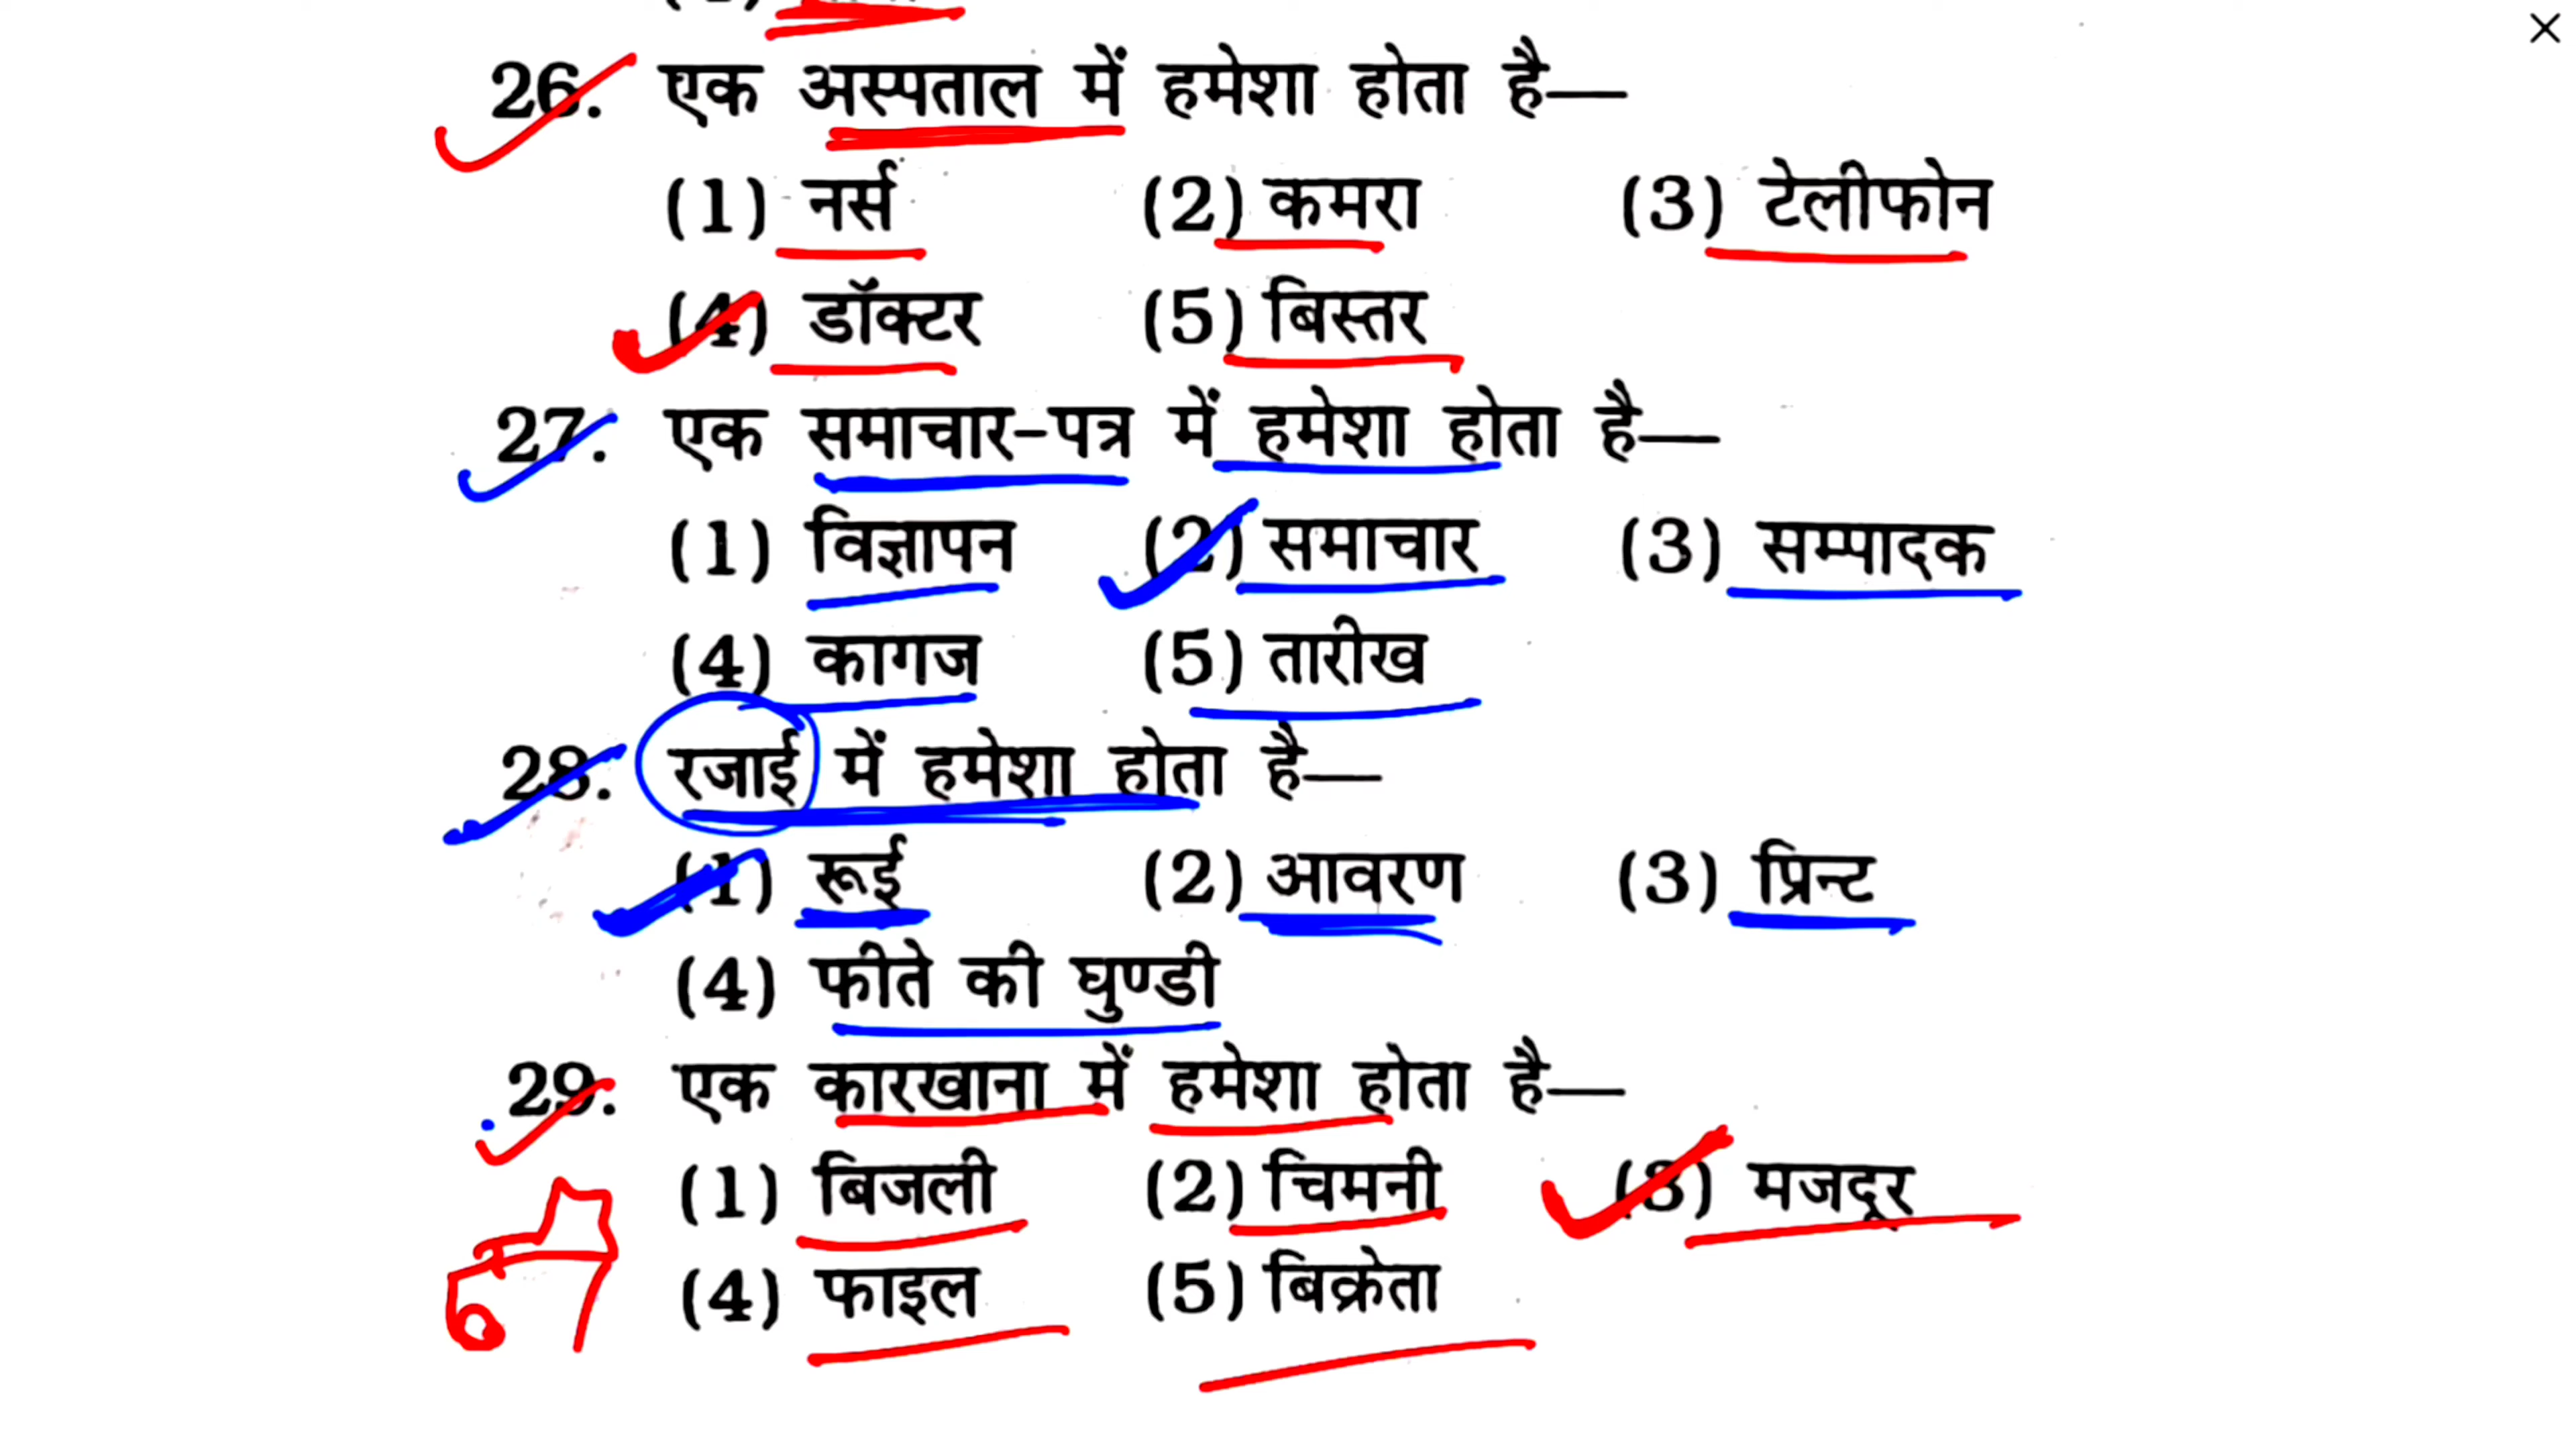 26. एक अस्पताल में हमेशा होता है—
(1) नर्स (2) कमरा (3) टेलीफोन
(4) डॉक्टर (5) बिस्तर
27. एक समाचार-पत्र में हमेशा होता है—
(1) विज्ञापन (2) समाचार (3) सम्पादक
(4) कागज (5) तारीख
28. रजाई में हमेशा होता है—
(1) रूई (2) आवरण (3) प्रिन्ट
(4) फीते की घुण्डी
29. एक कारखाना में हमेशा होता है—
(1) बिजली (2) चिमनी (3) मजदूर
(4) फाइल (5) बिक्रेता